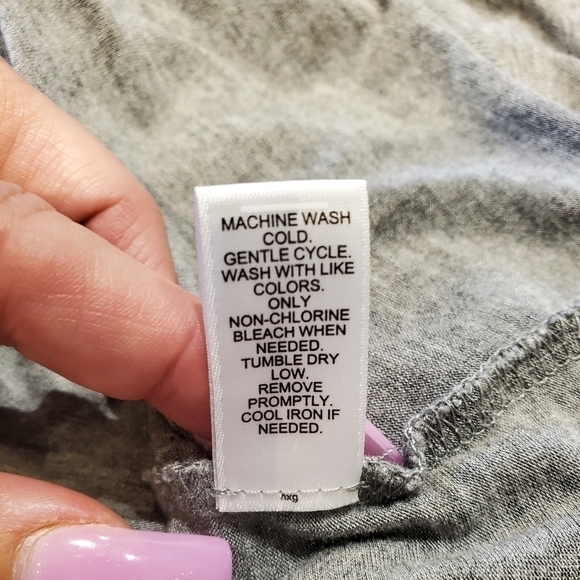 MACHINE WASH
COLD.
GENTLE CYCLE.
WASH WITH LIKE
COLORS.
ONLY
NON-CHLORINE
BLEACH WHEN
NEEDED.
TUMBLE DRY
LOW.
REMOVE
PROMPTLY.
COOL IRON IF
NEEDED.